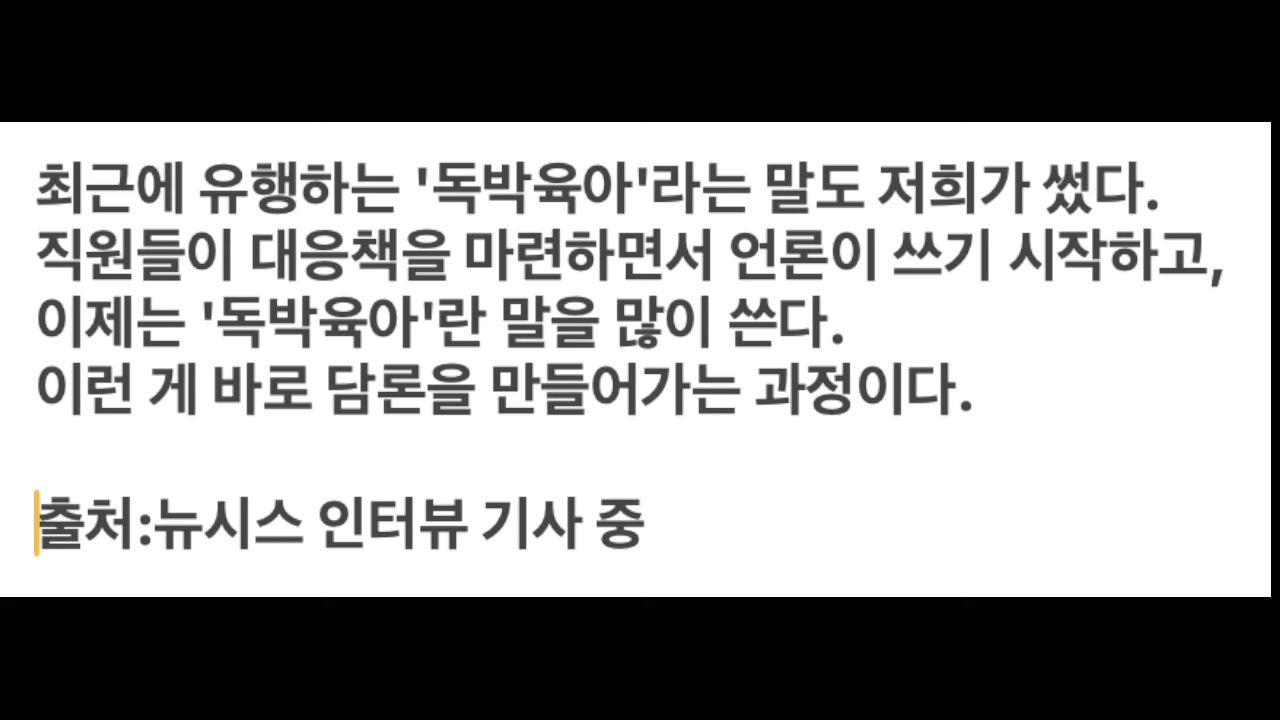 최근에 유행하는 '독박육아'라는 말도 저희가 썼다.
직원들이 대응책을 마련하면서 언론이 쓰기 시작하고,
이제는 '독박육아'란 말을 많이 쓴다.
이런 게 바로 담론을 만들어가는 과정이다.
출처:뉴시스 인터뷰 기사 중